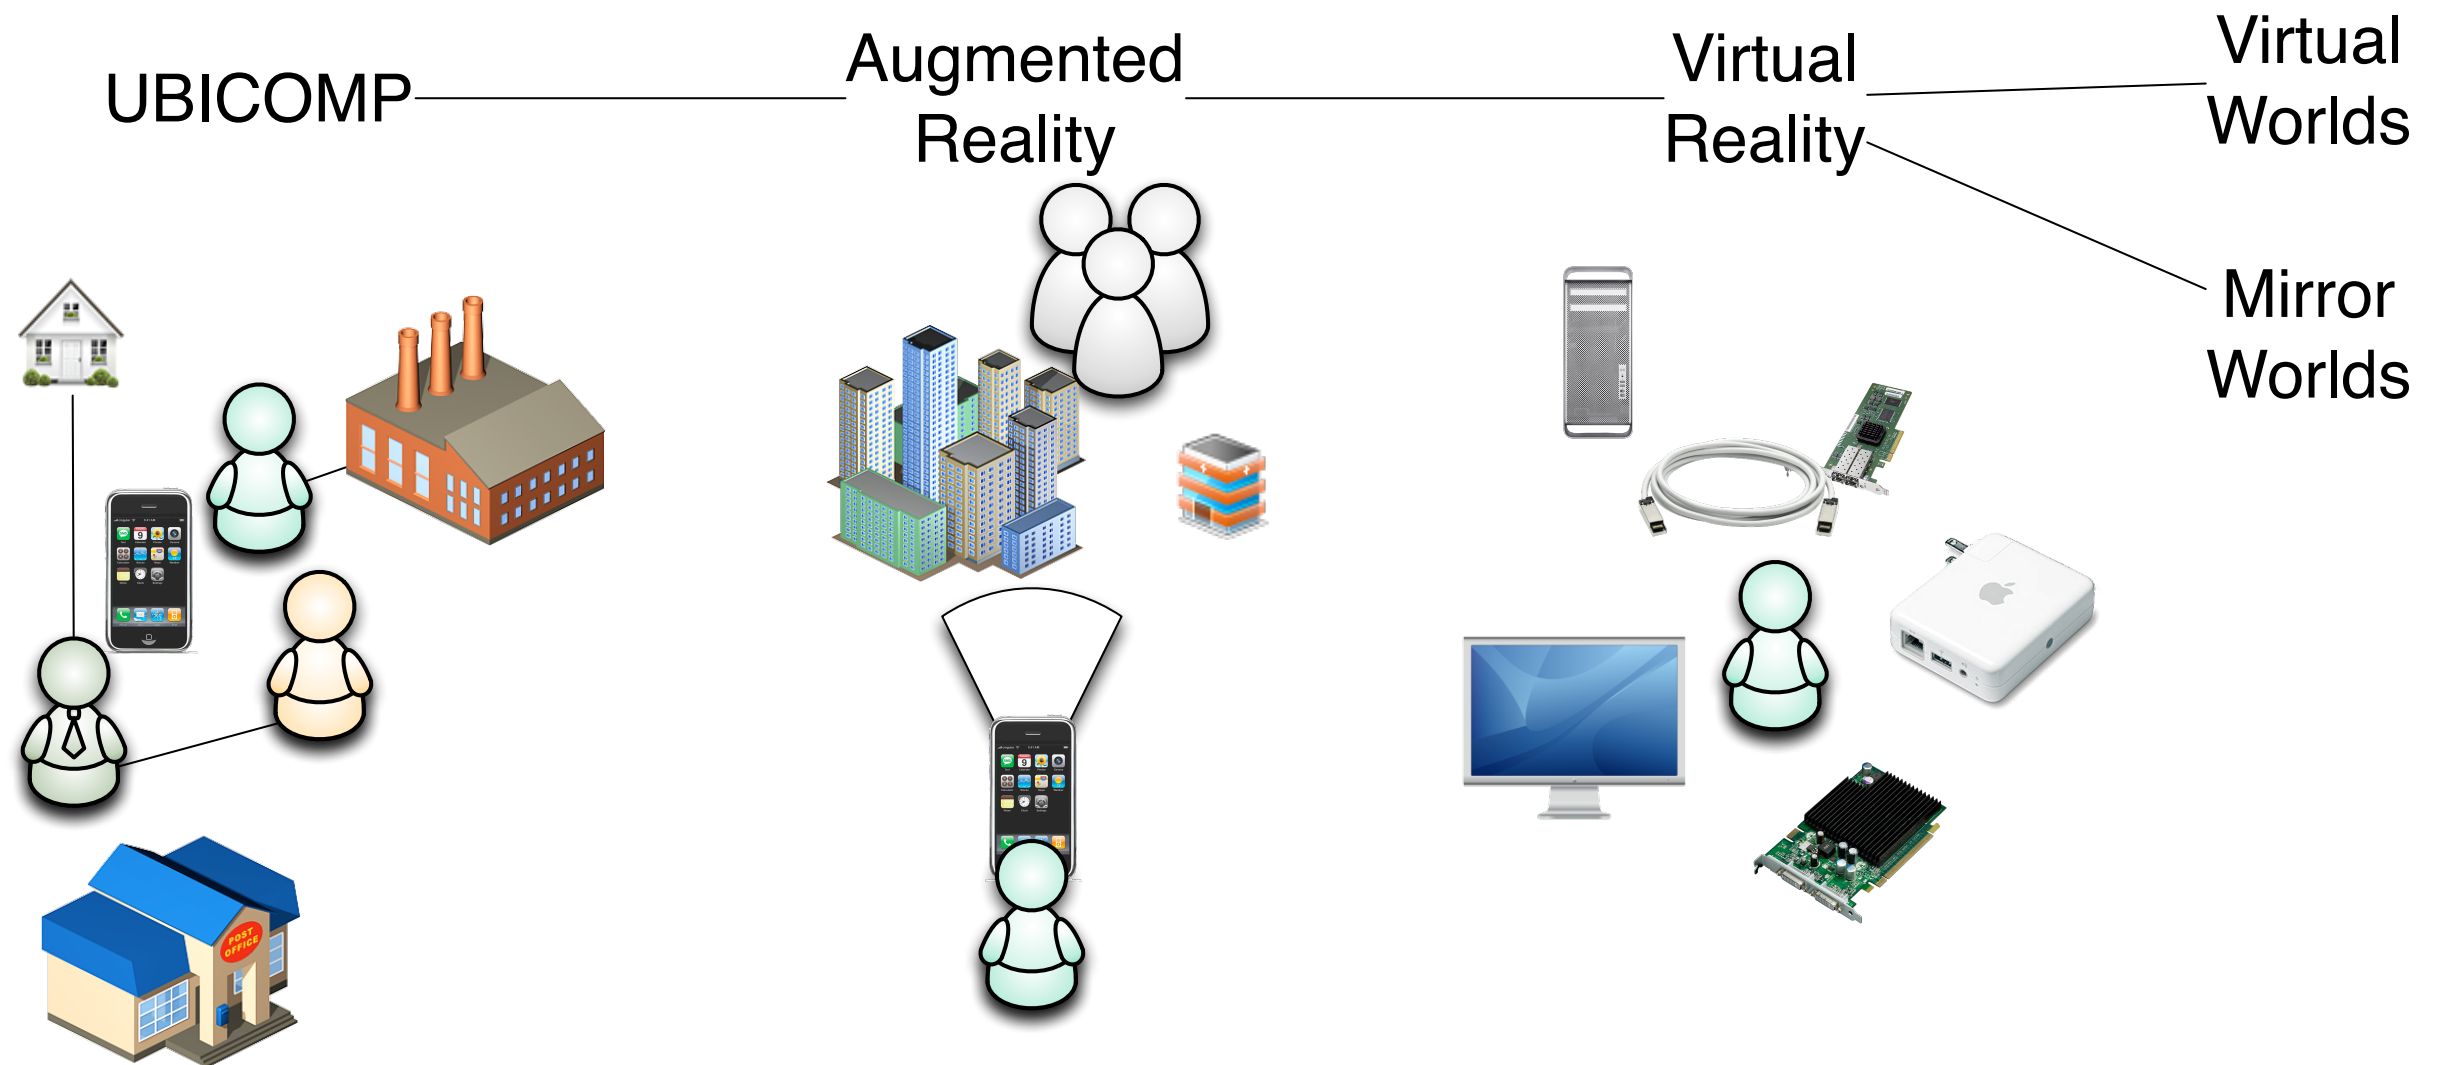 UBICOMP
Augmented
Reality
Virtual
Reality
Virtual
Worlds
Mirror
Worlds
POST
OFFICE